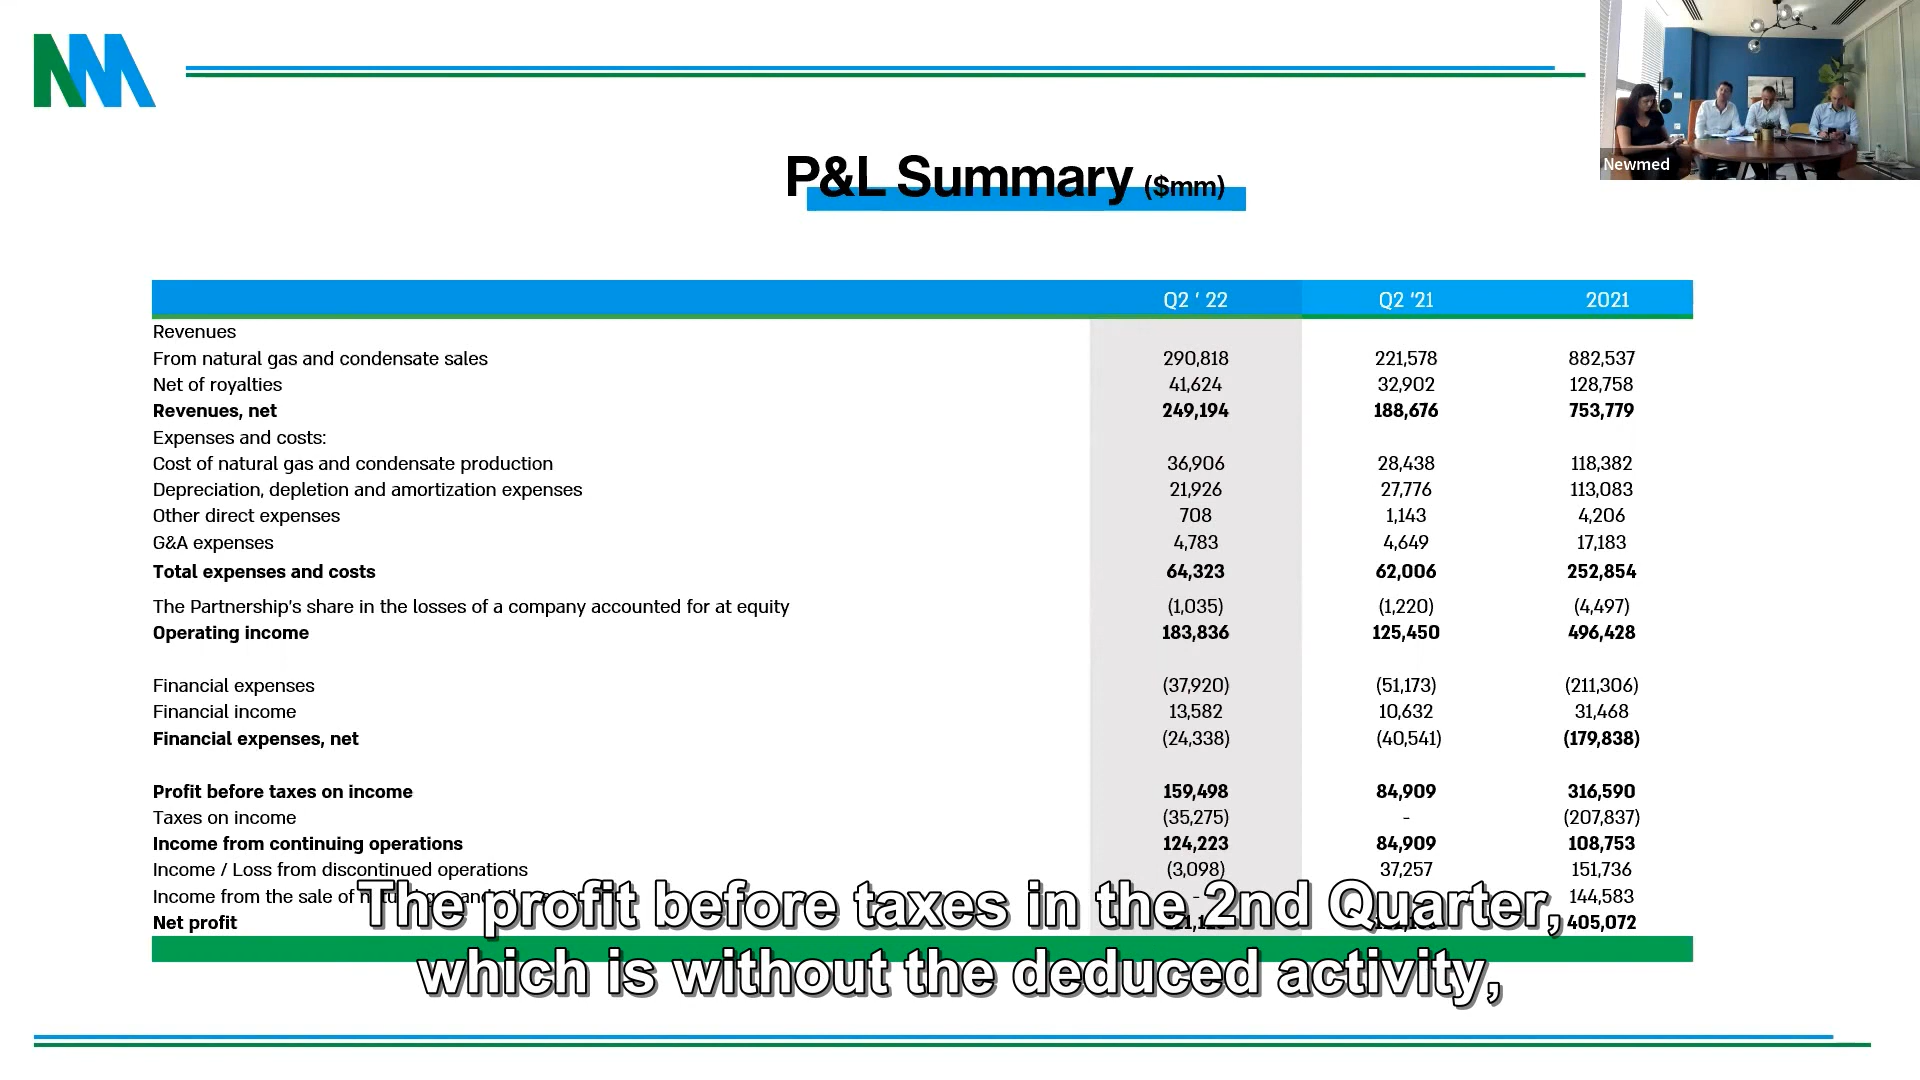 NM
Newmed
P&L Summary ($mm)
Q2 ' 22 Q2 '21 2021
Revenues
From natural gas and condensate sales 290,818 221,578 882,537
Net of royalties 41,624 32,902 128,758
Revenues, net 249,194 188,676 753,779
Expenses and costs:
Cost of natural gas and condensate production 36,906 28,438 118,382
Depreciation, depletion and amortization expenses 21,926 27,776 113,083
Other direct expenses 708 1,143 4,206
G&A expenses 4,783 4,649 17,183
Total expenses and costs 64,323 62,006 252,854
The Partnership's share in the losses of a company accounted for at equity (1,035) (1,220) (4,497)
Operating income 183,836 125,450 496,428
Financial expenses (37,920) (51,173) (211,306)
Financial income 13,582 10,632 31,468
Financial expenses, net (24,338) (40,541) (179,838)
Profit before taxes on income 159,498 84,909 316,590
Taxes on income (35,275) - (207,837)
Income from continuing operations 124,223 84,909 108,753
Income / Loss from discontinued operations (3,098) 37,257 151,736
Income from the sale of - 144,583
Net profit 405,072
The profit before taxes in the 2nd Quarter,
which is without the deduced activity,